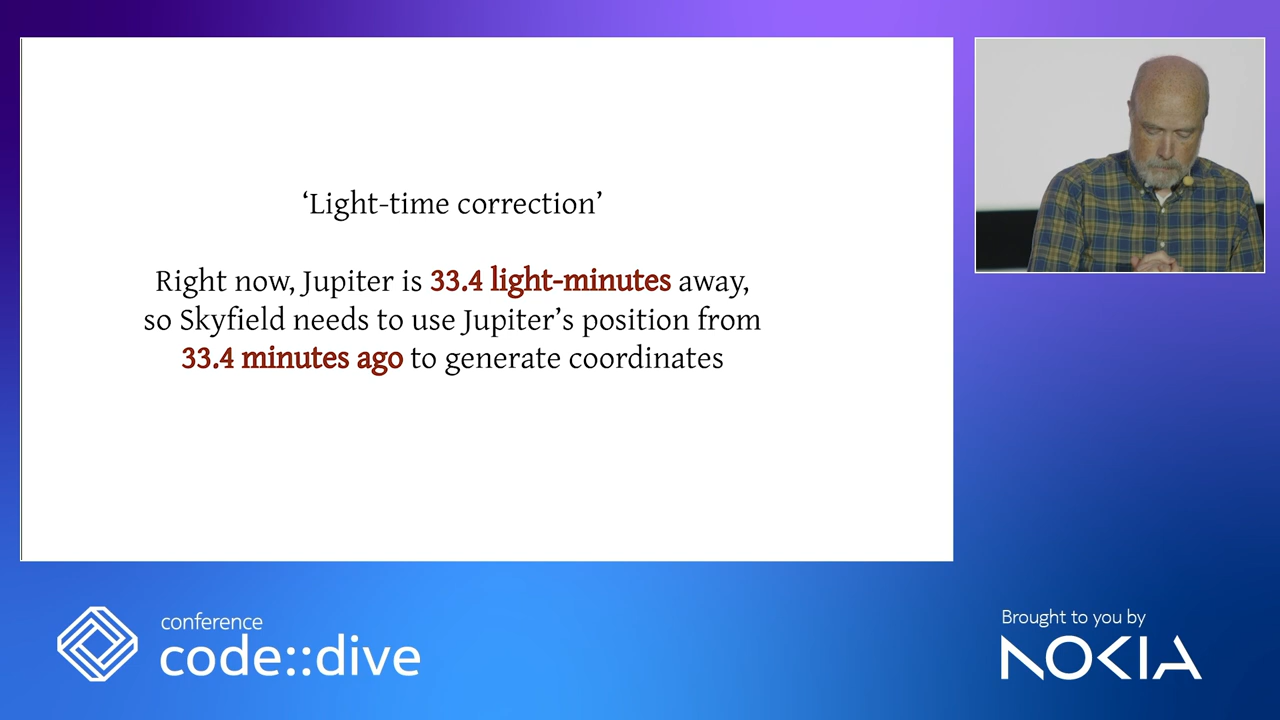 ‘Light-time correction’
Right now, Jupiter is 33.4 light-minutes away,
so Skyfield needs to use Jupiter’s position from
33.4 minutes ago to generate coordinates
conference
code::dive
Brought to you by
NOKIA